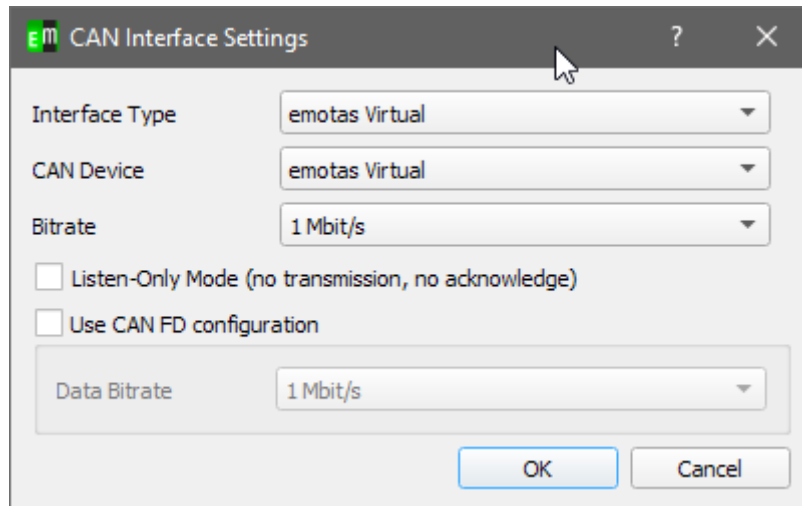 Em CAN Interface Settings ? ×
Interface Type emotas Virtual
CAN Device emotas Virtual
Bitrate 1 Mbit/s
Listen-Only Mode (no transmission, no acknowledge)
Use CAN FD configuration
Data Bitrate 1 Mbit/s
OK Cancel